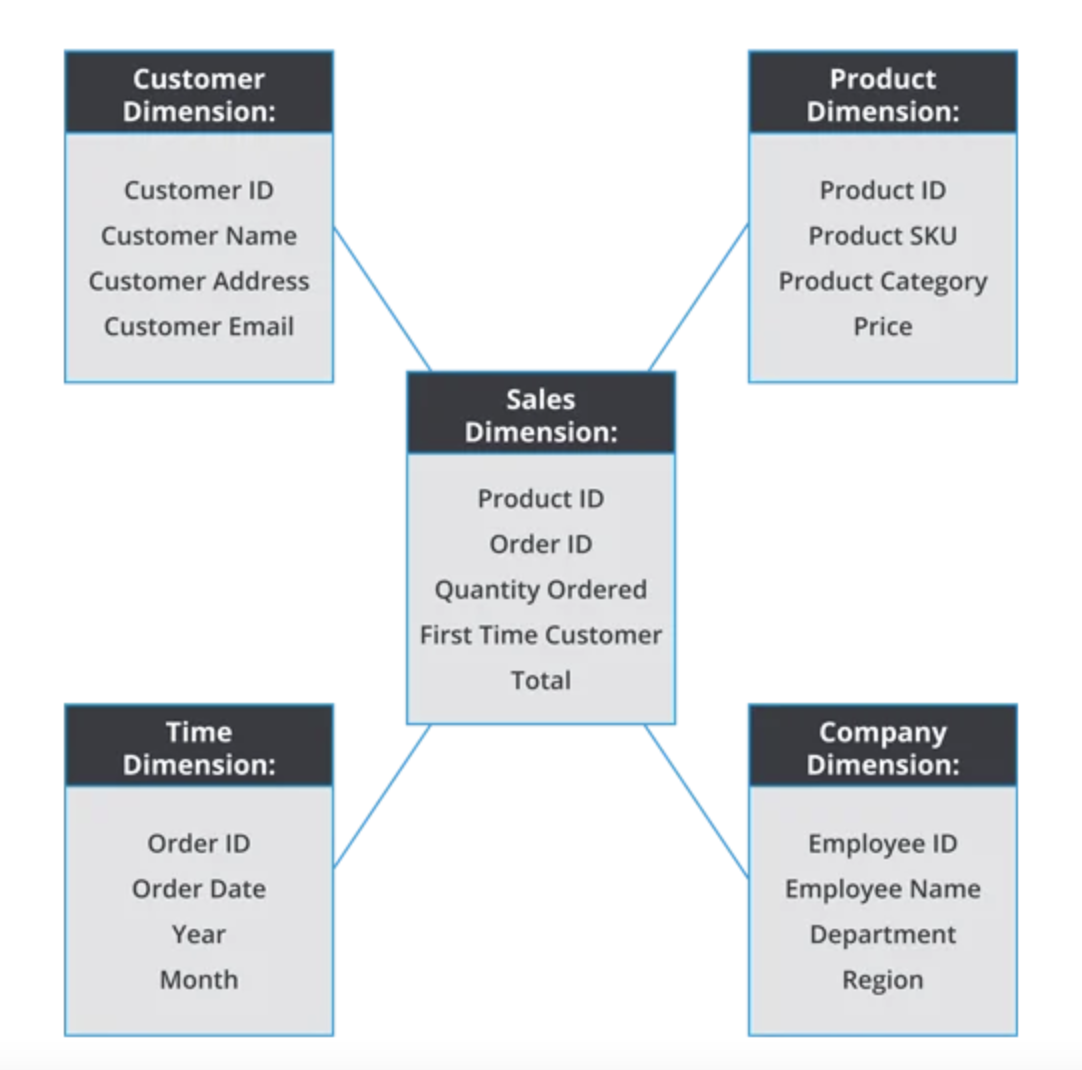 Customer
Dimension:
Customer ID
Customer Name
Customer Address
Customer Email
Product
Dimension:
Product ID
Product SKU
Product Category
Price
Sales
Dimension:
Product ID
Order ID
Quantity Ordered
First Time Customer
Total
Time
Dimension:
Order ID
Order Date
Year
Month
Company
Dimension:
Employee ID
Employee Name
Department
Region